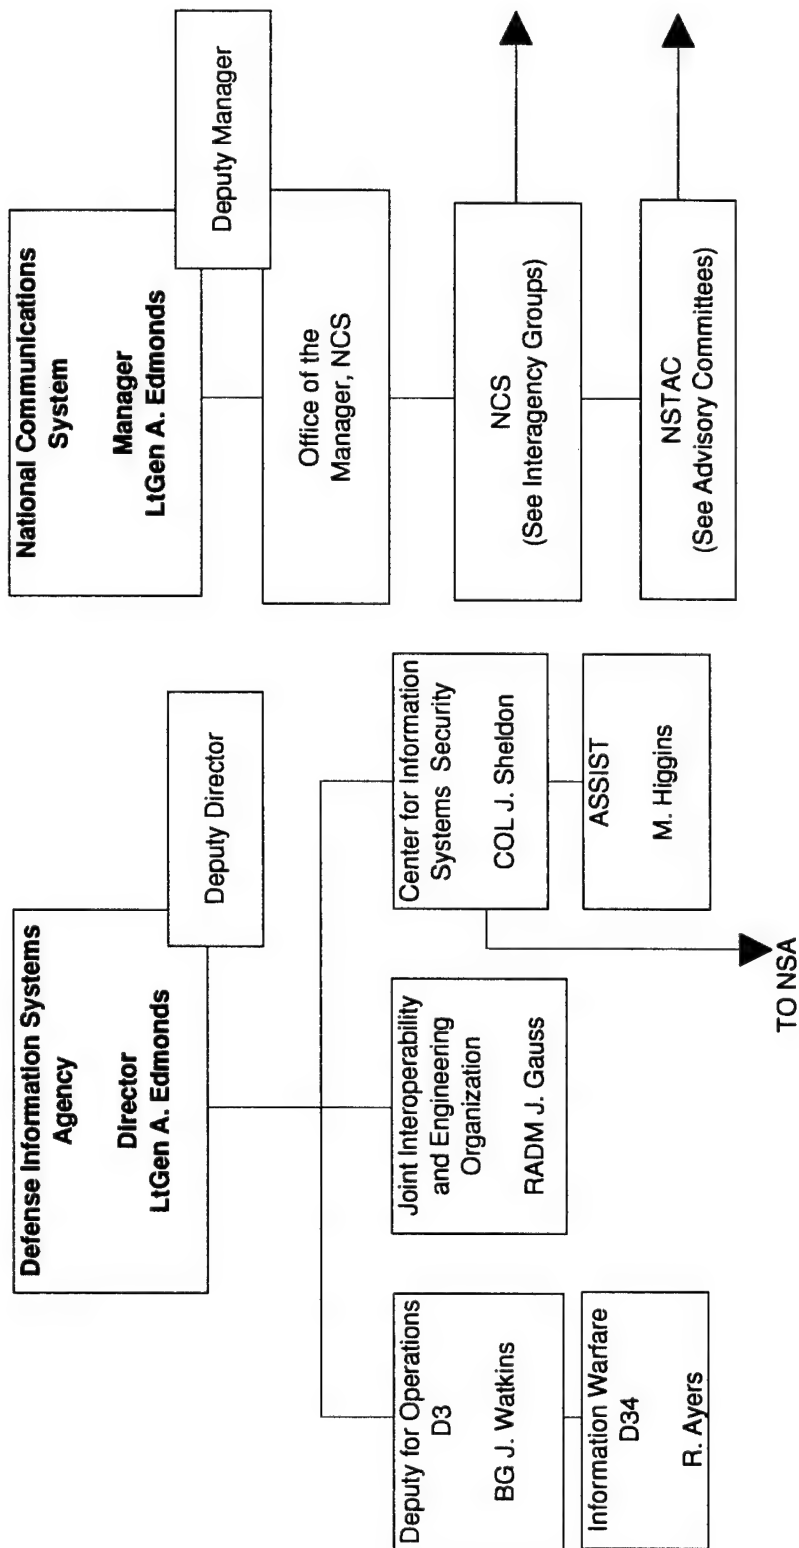 Defense Information Systems
Agency
Director
LtGen A. Edmonds
Deputy Director
Deputy for Operations
D3
BG J. Watkins
Information Warfare
D34
R. Ayers
Joint Interoperability
and Engineering
Organization
RADM J. Gauss
Center for Information
Systems Security
COL J. Sheldon
ASSIST
M. Higgins
TO NSA
National Communications
System
Manager
LtGen A. Edmonds
Deputy Manager
Office of the
Manager, NCS
NCS
(See Interagency Groups)
NSTAC
(See Advisory Committees)